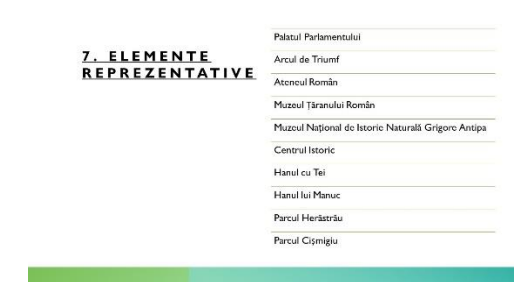 7. ELEMENTE
REPREZENTATIVE
Palatul Parlamentului
Arcul de Triumf
Ateneul Român
Muzeul Țăranului Român
Muzeul Național de Istorie Naturală Grigore Antipa
Centrul Istoric
Hanul cu Tei
Hanul lui Manuc
Parcul Herăstrău
Parcul Cișmigiu